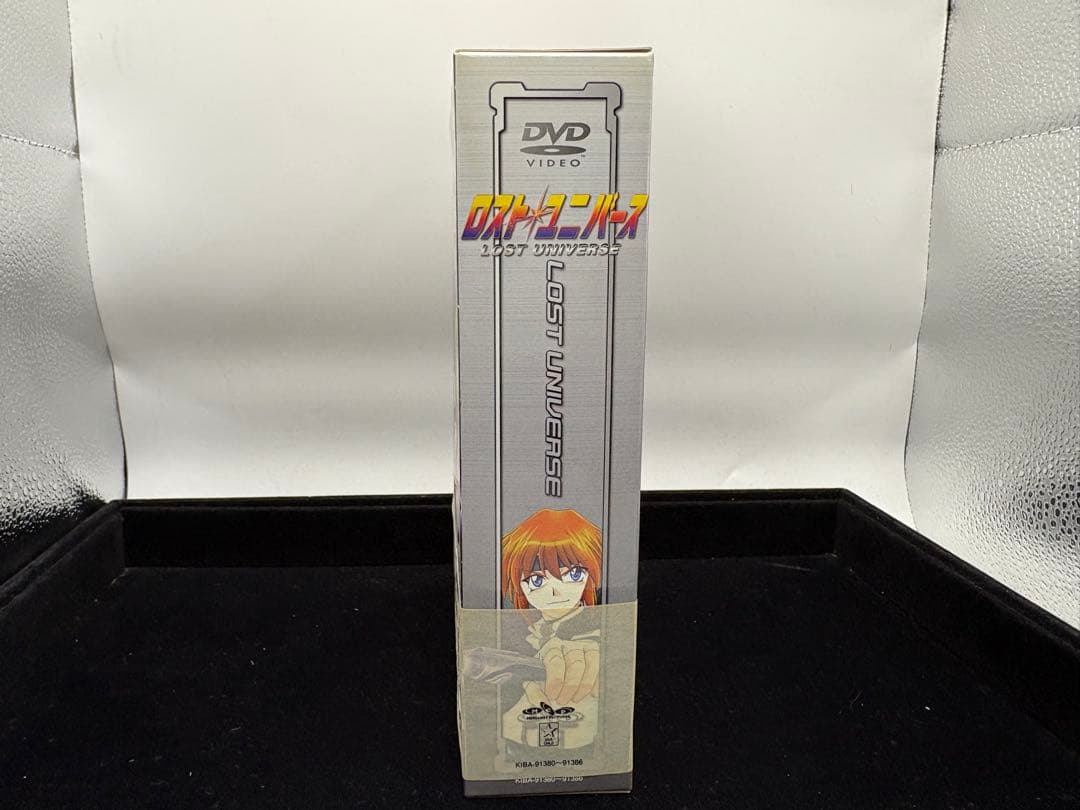 DVD
VIDEO
ロスト★ユニバース
LOST UNIVERSE
LOST UNIVERSE
KIBA-91380〜91386
KIBA-91380〜91386